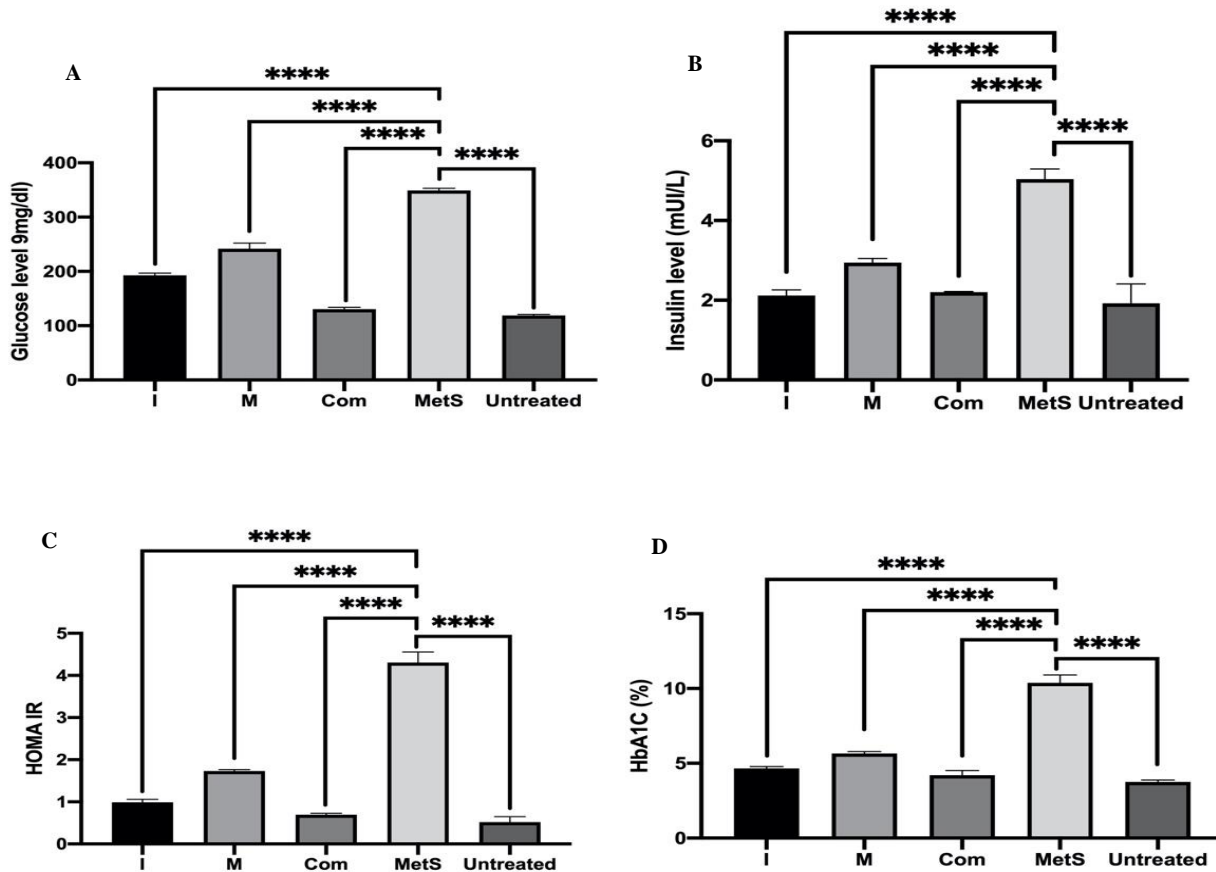 A
****
****
****
****
Glucose level 9mg/dl)
400
300
200
100
0
I M Com MetS Untreated
B
****
****
****
****
Insulin level (mUI/L)
6
4
2
0
I M Com MetS Untreated
C
****
****
****
****
HOMA IR
5
4
3
2
1
0
I M Com MetS Untreated
D
****
****
****
****
HbA1C (%)
15
10
5
0
I M Com MetS Untreated